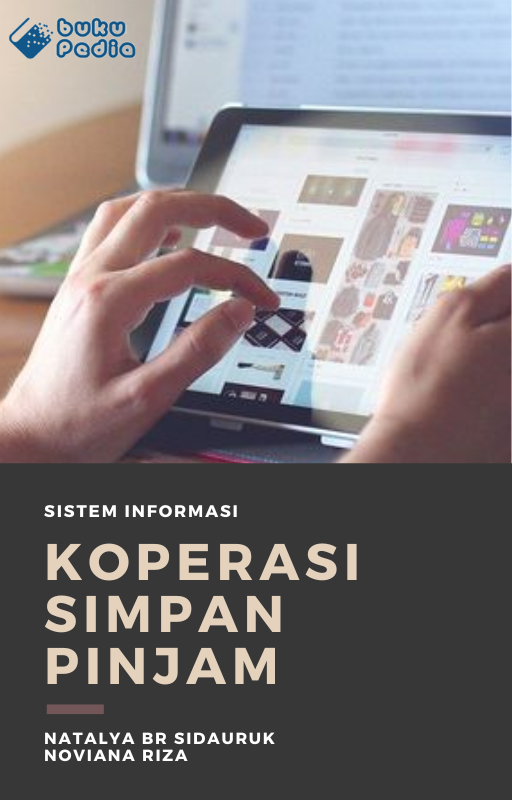 buku
Pedia
SISTEM INFORMASI
KOPERASI
SIMPAN
PINJAM
NATALYA BR SIDAURUK
NOVIANA RIZA